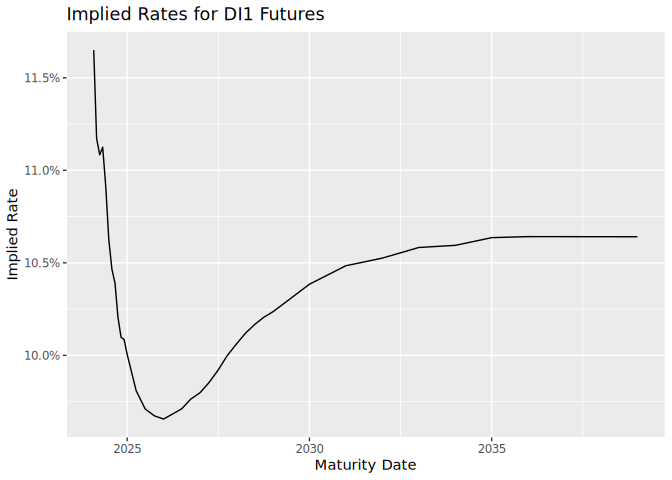 Implied Rates for DI1 Futures
11.5%
11.0%
10.5%
10.0%
Implied Rate
2025 2030 2035
Maturity Date